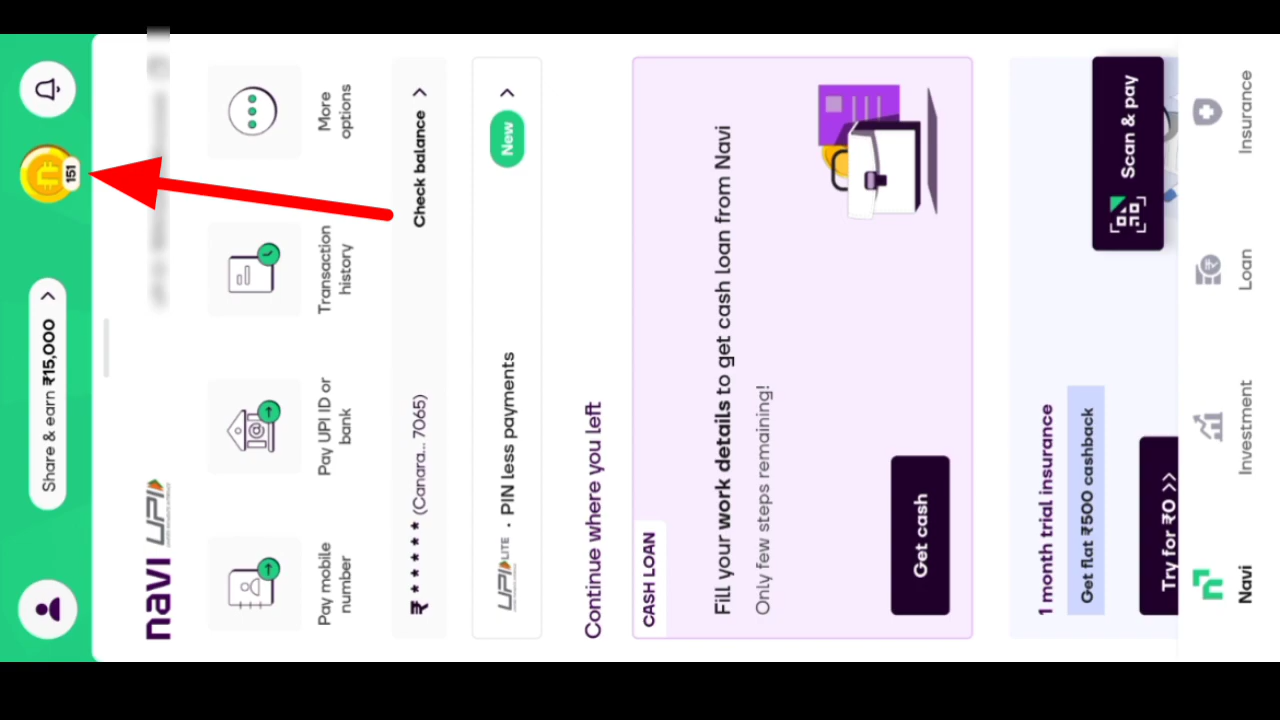 Share & earn ₹15,000 >
151
navi UPI
Pay mobile
number
Pay UPI ID or
bank
Transaction
history
More
options
₹ * * * * * * (Canara.. 7065)
Check balance >
UPI LITE · PIN less payments
New >
Continue where you left
CASH LOAN
Fill your work details to get cash loan from Navi
Only few steps remaining!
Get cash
1 month trial insurance
Get flat ₹500 cashback
Try for ₹0 >>
Scan & pay
Navi
Investment
Loan
Insurance